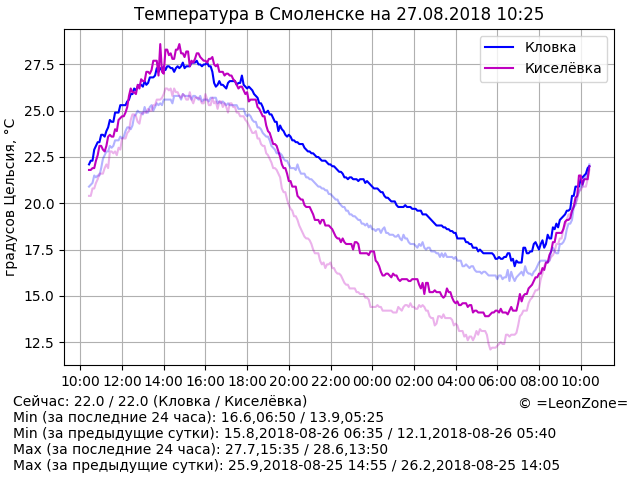 Температура в Смоленске на 27.08.2018 10:25
градусов Цельсия, °C
27.5
25.0
22.5
20.0
17.5
15.0
12.5
Кловка
Киселёвка
10:00 12:00 14:00 16:00 18:00 20:00 22:00 00:00 02:00 04:00 06:00 08:00 10:00
Сейчас: 22.0 / 22.0 (Кловка / Киселёвка)
© =LeonZone=
Min (за последние 24 часа): 16.6,06:50 / 13.9,05:25
Min (за предыдущие сутки): 15.8,2018-08-26 06:35 / 12.1,2018-08-26 05:40
Max (за последние 24 часа): 27.7,15:35 / 28.6,13:50
Max (за предыдущие сутки): 25.9,2018-08-25 14:55 / 26.2,2018-08-25 14:05